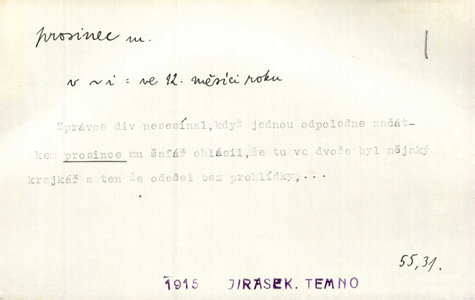 prosinec m.
v ~ i = ve 12. měsíci roku
Správce div nesesínal, když jednou odpoledne začát-
kem prosince mu šafář ohlásil, že tu ve dvoře byl nějaký
krajkář a ten že odešel bez prohlídky,...
55,31.
1915 JIRÁSEK. TEMNO